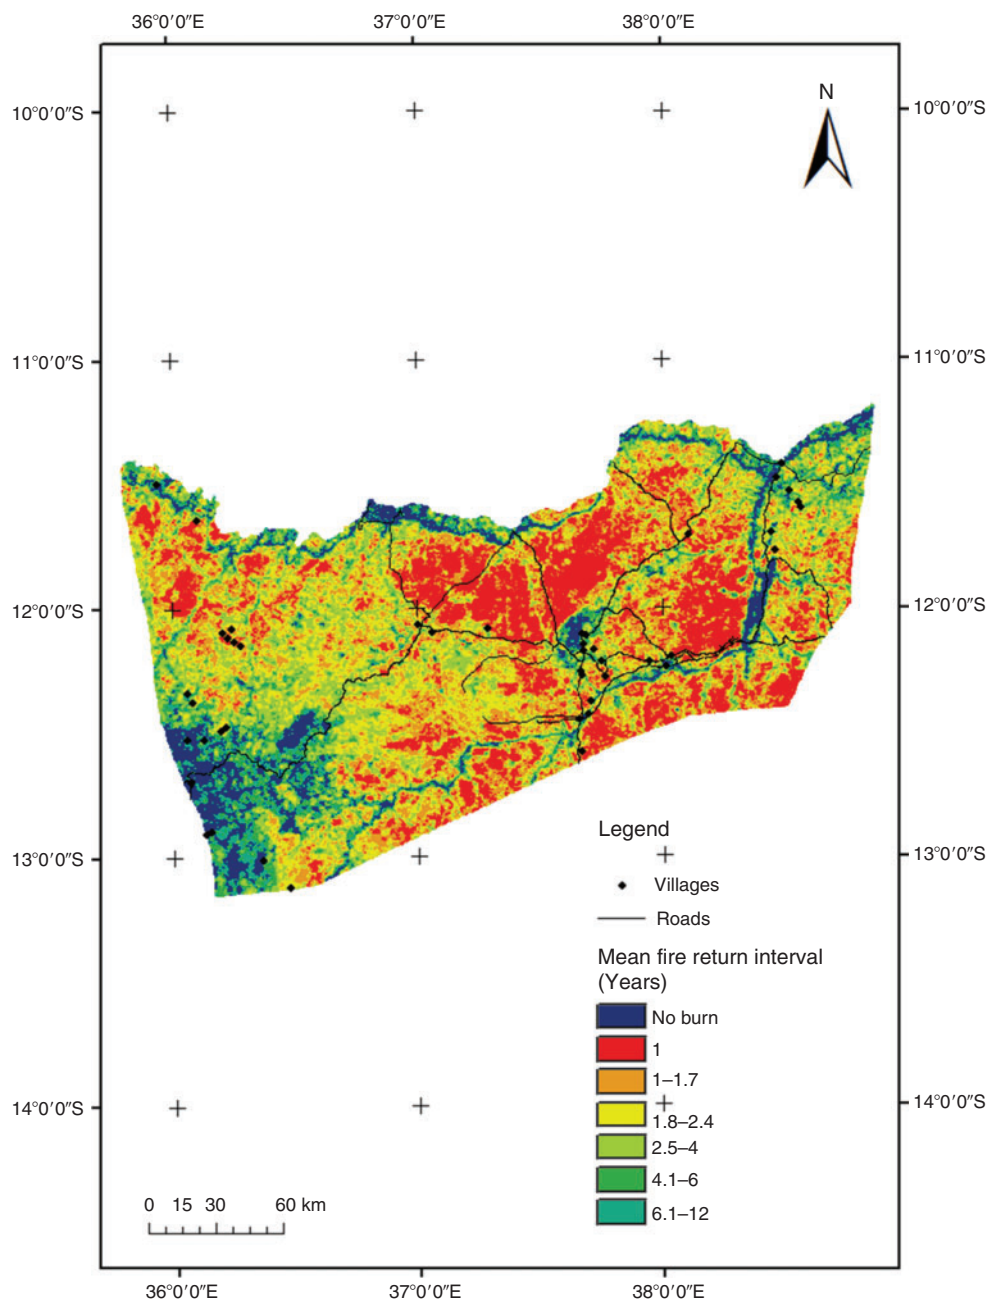 36°0′0″E 37°0′0″E 38°0′0″E
N
10°0′0″S 10°0′0″S
11°0′0″S 11°0′0″S
12°0′0″S 12°0′0″S
13°0′0″S 13°0′0″S
14°0′0″S 14°0′0″S
Legend
Villages
Roads
Mean fire return interval
(Years)
No burn
1
1–1.7
1.8–2.4
2.5–4
4.1–6
6.1–12
0 15 30 60 km
36°0′0″E 37°0′0″E 38°0′0″E